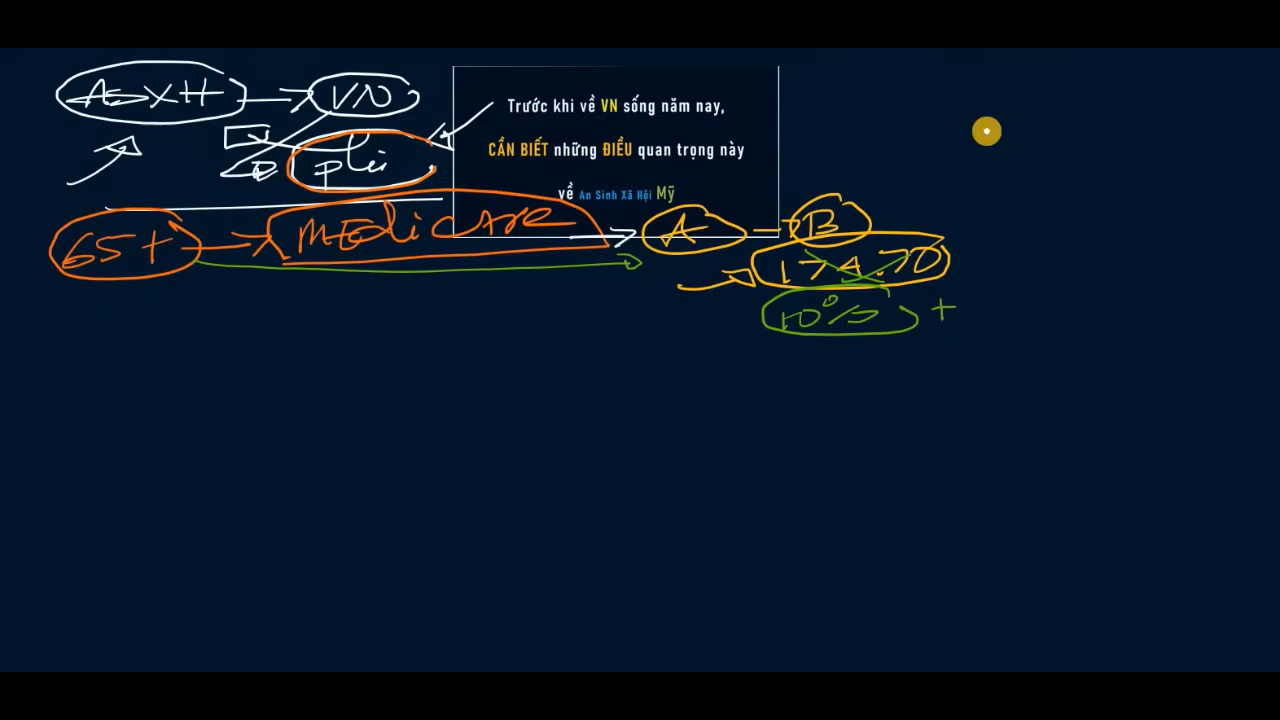 ASXH → VN
Trước khi về VN sống năm nay,
CẦN BIẾT những ĐIỀU quan trọng này
về An Sinh Xã Hội Mỹ
65+ → MEDiCARE → A - B
174.70
10% +